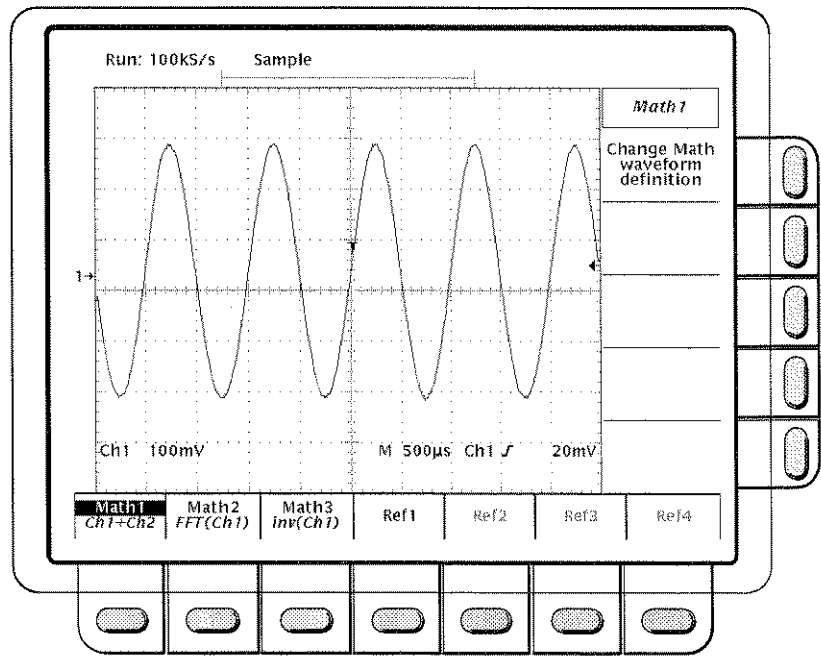 Run: 100kS/s Sample
Math1
Change Math
waveform
definition
1
Ch1 100mV M 500µs Ch1 20mV
Math1
Ch1+Ch2
Math2
FFT(Ch1)
Math3
inv(Ch1)
Ref1
Ref2
Ref3
Ref4